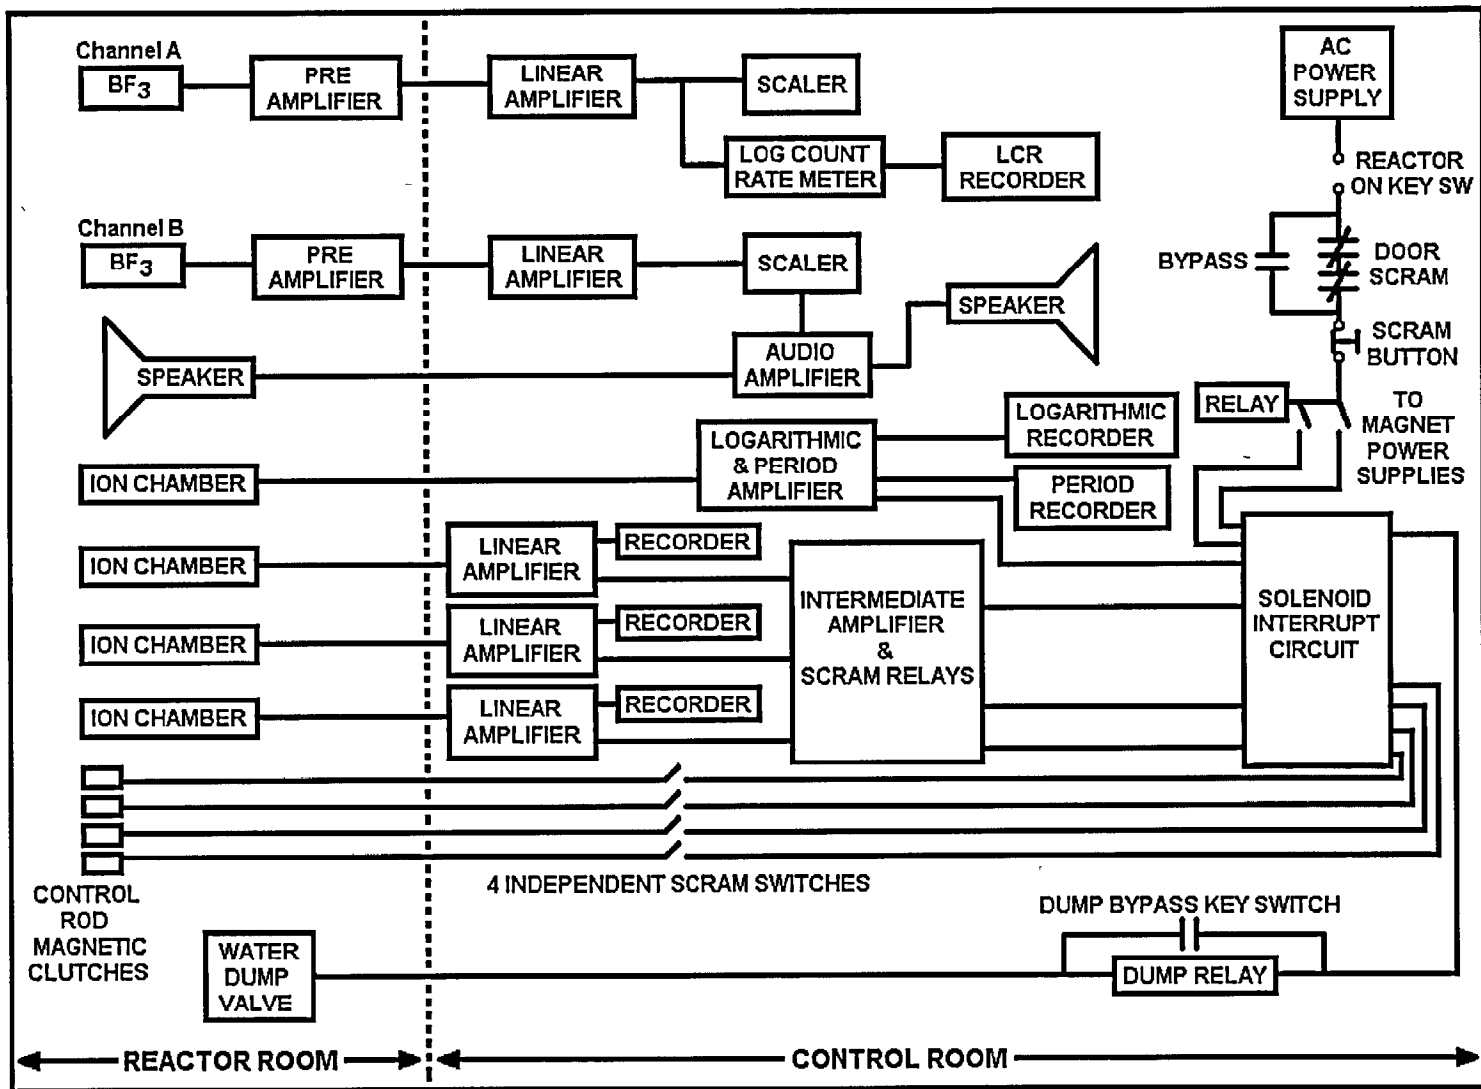 Channel A
BF3
PRE
AMPLIFIER
LINEAR
AMPLIFIER
SCALER
LOG COUNT
RATE METER
LCR
RECORDER
AC
POWER
SUPPLY
REACTOR
ON KEY SW
Channel B
BF3
PRE
AMPLIFIER
LINEAR
AMPLIFIER
SCALER
SPEAKER
BYPASS
DOOR
SCRAM
SCRAM
BUTTON
SPEAKER
AUDIO
AMPLIFIER
RELAY
TO
MAGNET
POWER
SUPPLIES
LOGARITHMIC
RECORDER
LOGARITHMIC
& PERIOD
AMPLIFIER
PERIOD
RECORDER
ION CHAMBER
ION CHAMBER
LINEAR
AMPLIFIER
RECORDER
ION CHAMBER
LINEAR
AMPLIFIER
RECORDER
ION CHAMBER
LINEAR
AMPLIFIER
RECORDER
INTERMEDIATE
AMPLIFIER
&
SCRAM RELAYS
SOLENOID
INTERRUPT
CIRCUIT
4 INDEPENDENT SCRAM SWITCHES
CONTROL
ROD
MAGNETIC
CLUTCHES
WATER
DUMP
VALVE
DUMP BYPASS KEY SWITCH
DUMP RELAY
REACTOR ROOM
CONTROL ROOM